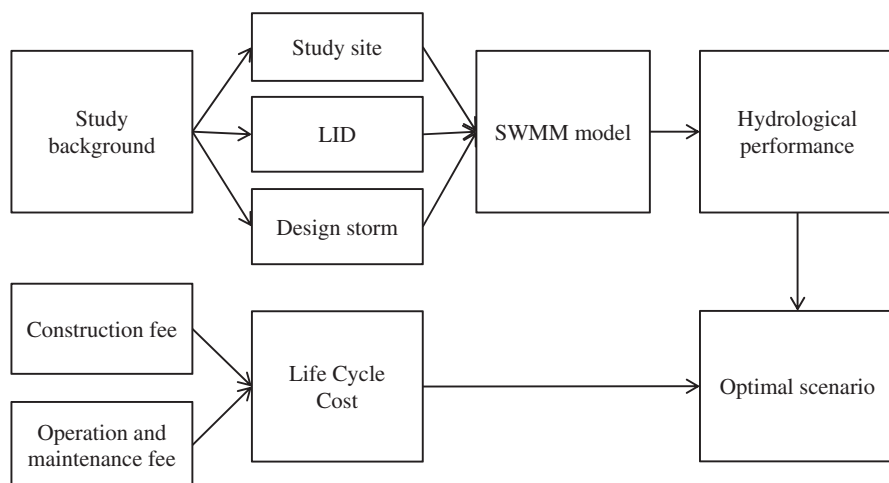 Study
background
Study site
LID
Design storm
SWMM model
Hydrological
performance
Construction fee
Operation and
maintenance fee
Life Cycle
Cost
Optimal scenario